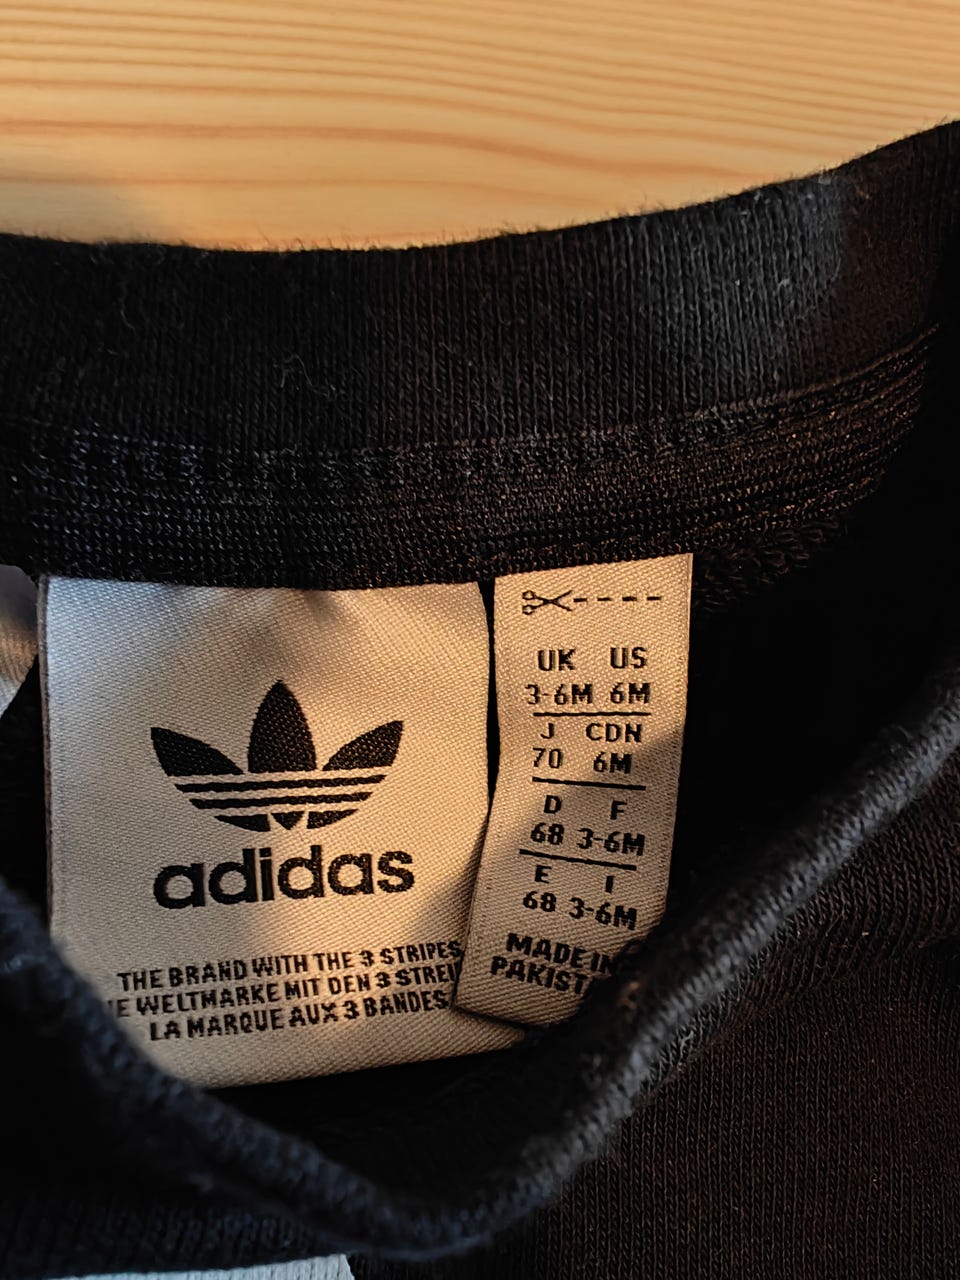 adidas
THE BRAND WITH THE 3 STRIPES
WELTMARKE MIT DEN 3
LA MARQUE AUX 3 BANDES
UK US
3-6M 6M
J CDN
70 6M
D F
68 3-6M
E I
68 3-6M
MADE IN